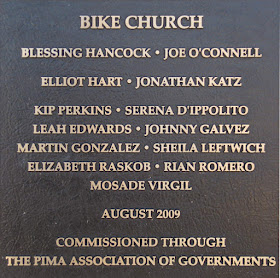 BIKE CHURCH
BLESSING HANCOCK • JOE O'CONNELL
ELLIOT HART • JONATHAN KATZ
KIP PERKINS • SERENA D'IPPOLITO
LEAH EDWARDS • JOHNNY GALVEZ
MARTIN GONZALEZ • SHEILA LEFTWICH
ELIZABETH RASKOB • RIAN ROMERO
MOSADE VIRGIL
AUGUST 2009
COMMISSIONED THROUGH
THE PIMA ASSOCIATION OF GOVERNMENTS